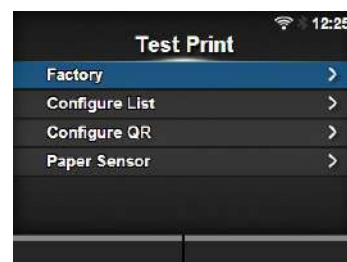 12:25
Test Print
Factory
Configure List
Configure QR
Paper Sensor